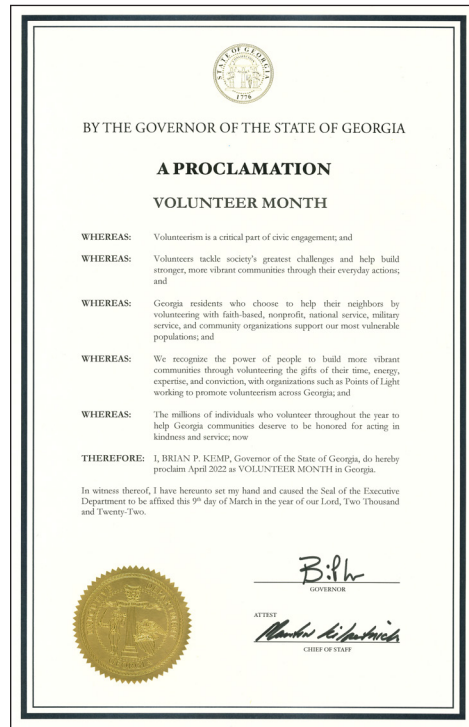 STATE OF GEORGIA
1776
BY THE GOVERNOR OF THE STATE OF GEORGIA
A PROCLAMATION
VOLUNTEER MONTH
WHEREAS: Volunteerism is a critical part of civic engagement; and
WHEREAS: Volunteers tackle society's greatest challenges and help build
stronger, more vibrant communities through their everyday actions;
and
WHEREAS: Georgia residents who choose to help their neighbors by
volunteering with faith-based, nonprofit, national service, military
service, and community organizations support our most vulnerable
populations; and
WHEREAS: We recognize the power of people to build more vibrant
communities through volunteering the gifts of their time, energy,
expertise, and conviction, with organizations such as Points of Light
working to promote volunteerism across Georgia; and
WHEREAS: The millions of individuals who volunteer throughout the year to
help Georgia communities deserve to be honored for acting in
kindness and service; now
THEREFORE: I, BRIAN P. KEMP, Governor of the State of Georgia, do hereby
proclaim April 2022 as VOLUNTEER MONTH in Georgia.
In witness thereof, I have hereunto set my hand and caused the Seal of the Executive
Department to be affixed this 9th day of March in the year of our Lord, Two Thousand
and Twenty-Two.
GOVERNOR
ATTEST
CHIEF OF STAFF